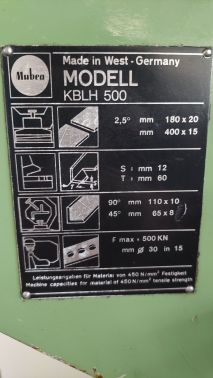 Mubea
Made in West - Germany
MODELL
KBLH 500
2,5° mm 180 x 20
mm 400 x 15
S = mm 12
T = mm 60
90° mm 110 x 10
45° mm 65 x 8
F max = 500 KN
mm ø 30 in 15
Leistungsangaben für Material von 450 N/mm² Festigkeit
Machine capacities for material of 450 N/mm² tensile strength